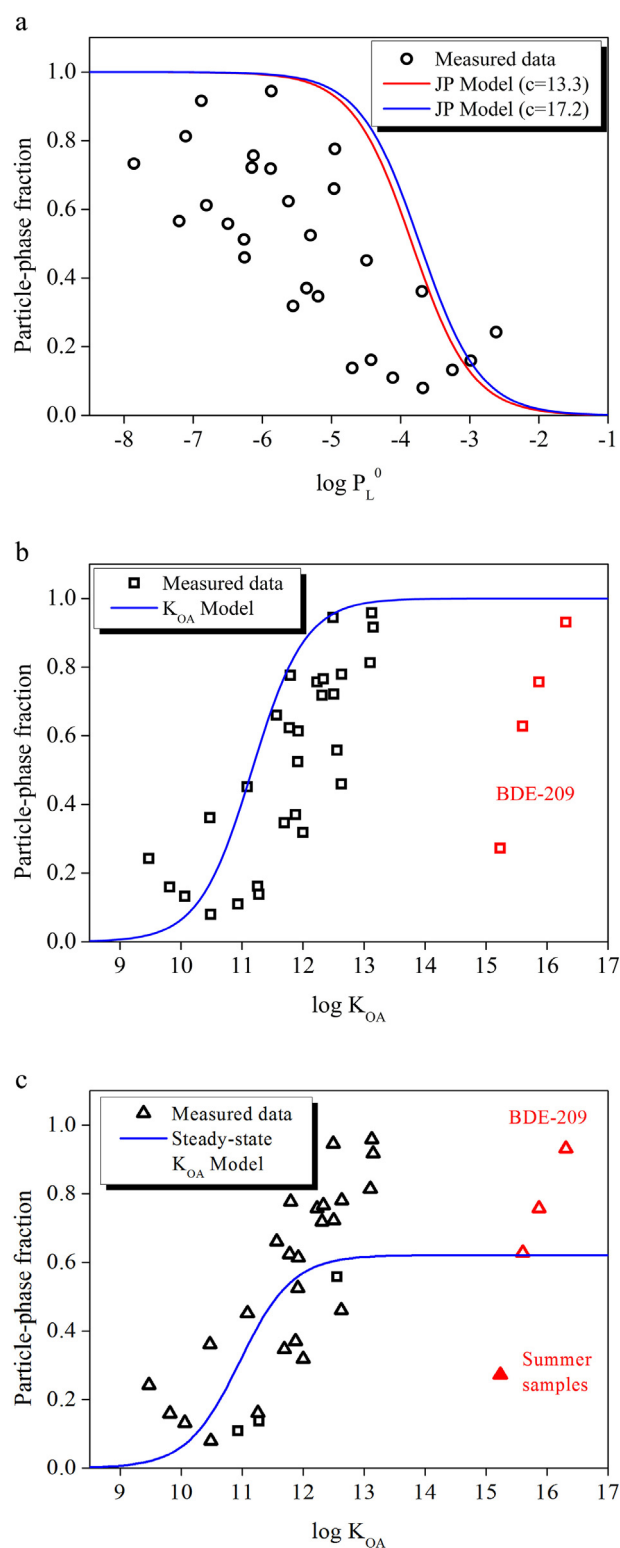 a
Measured data
JP Model (c=13.3)
JP Model (c=17.2)
1.0
0.8
0.6
0.4
0.2
0.0
Particle-phase fraction
-8 -7 -6 -5 -4 -3 -2 -1
log P_L^0
b
Measured data
K_OA Model
1.0
0.8
0.6
0.4
0.2
0.0
Particle-phase fraction
BDE-209
9 10 11 12 13 14 15 16 17
log K_OA
c
Measured data
Steady-state
K_OA Model
BDE-209
1.0
0.8
0.6
0.4
0.2
0.0
Particle-phase fraction
Summer
samples
9 10 11 12 13 14 15 16 17
log K_OA